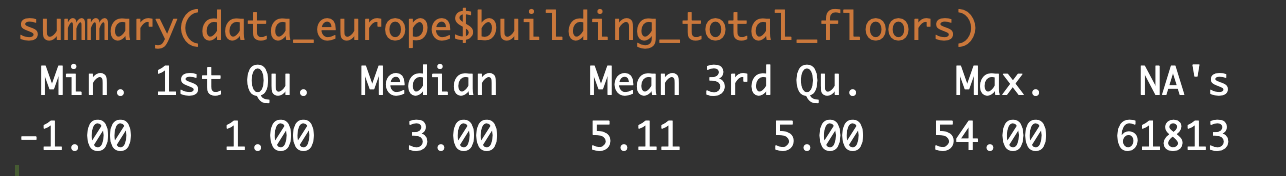 summary(data_europe$building_total_floors)
Min. 1st Qu. Median Mean 3rd Qu. Max. NA's
-1.00 1.00 3.00 5.11 5.00 54.00 61813